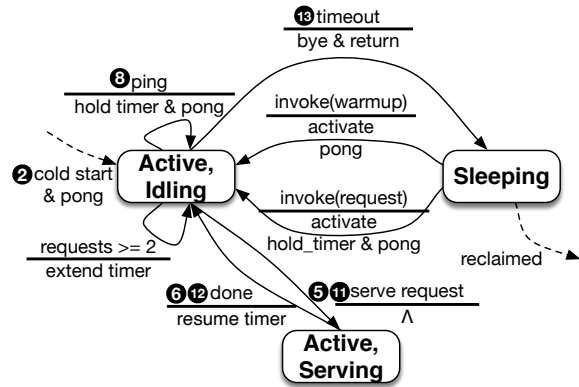 13 timeout
bye & return
8 ping
hold timer & pong
invoke(warmup)
activate
pong
2 cold start
& pong
Active,
Idling
Sleeping
invoke(request)
activate
hold_timer & pong
requests >= 2
extend timer
reclaimed
6 12 done
resume timer
5 11 serve request
Λ
Active,
Serving